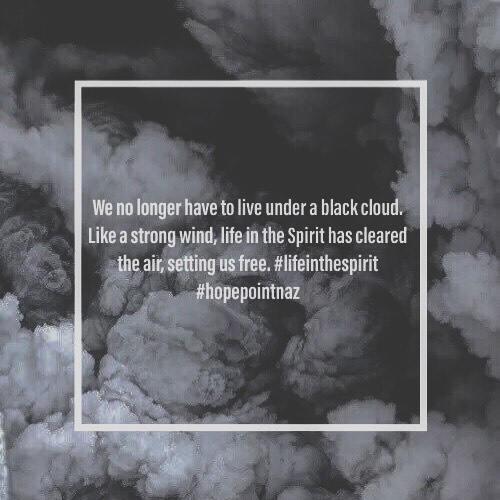 We no longer have to live under a black cloud.
Like a strong wind, life in the Spirit has cleared
the air, setting us free. #lifeinthespirit
#hopepointnaz